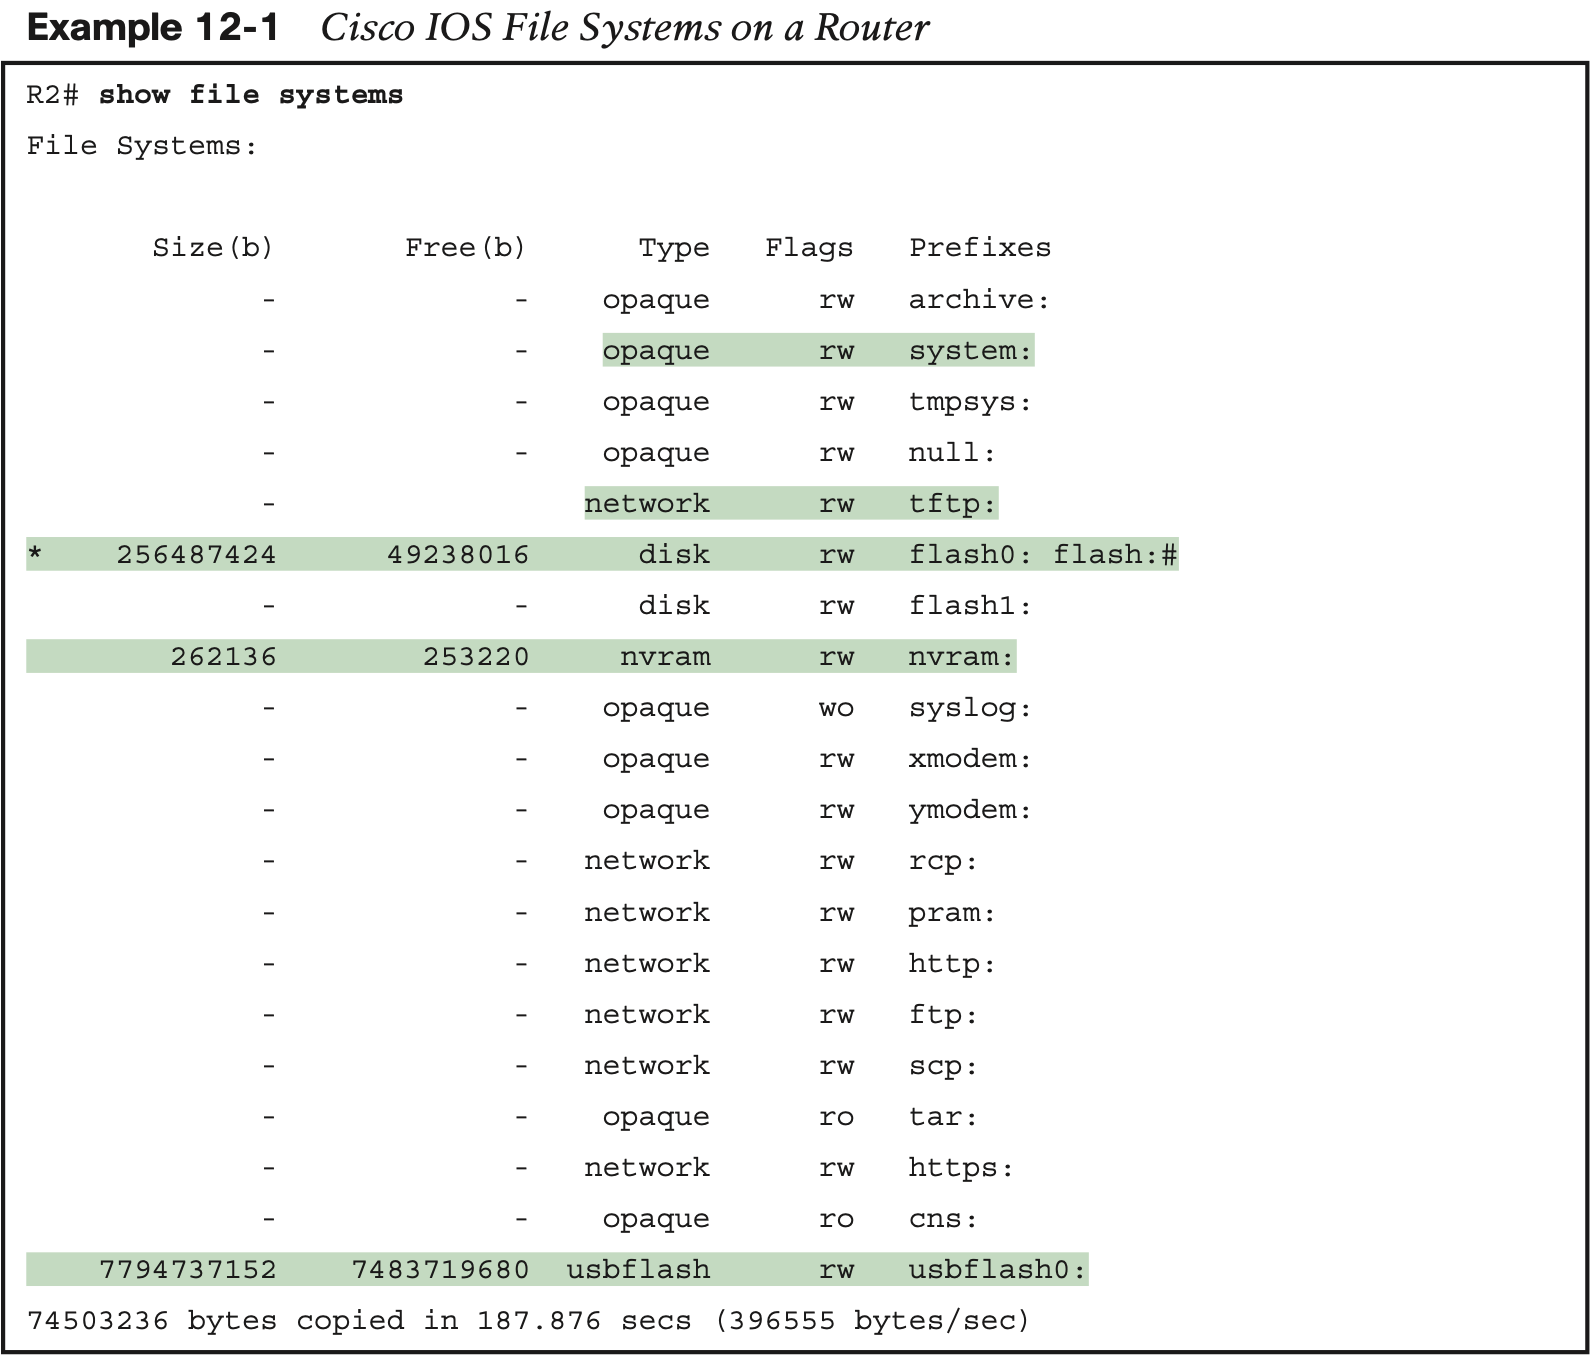 Example 12-1 Cisco IOS File Systems on a Router
R2# show file systems
File Systems:
Size(b) Free(b) Type Flags Prefixes
- - opaque rw archive:
- - opaque rw system:
- - opaque rw tmpsys:
- - opaque rw null:
- network rw tftp:
* 256487424 49238016 disk rw flash0: flash:#
- - disk rw flash1:
262136 253220 nvram rw nvram:
- - opaque wo syslog:
- - opaque rw xmodem:
- - opaque rw ymodem:
- - network rw rcp:
- - network rw pram:
- - network rw http:
- - network rw ftp:
- - network rw scp:
- - opaque ro tar:
- - network rw https:
- - opaque ro cns:
7794737152 7483719680 usbflash rw usbflash0:
74503236 bytes copied in 187.876 secs (396555 bytes/sec)